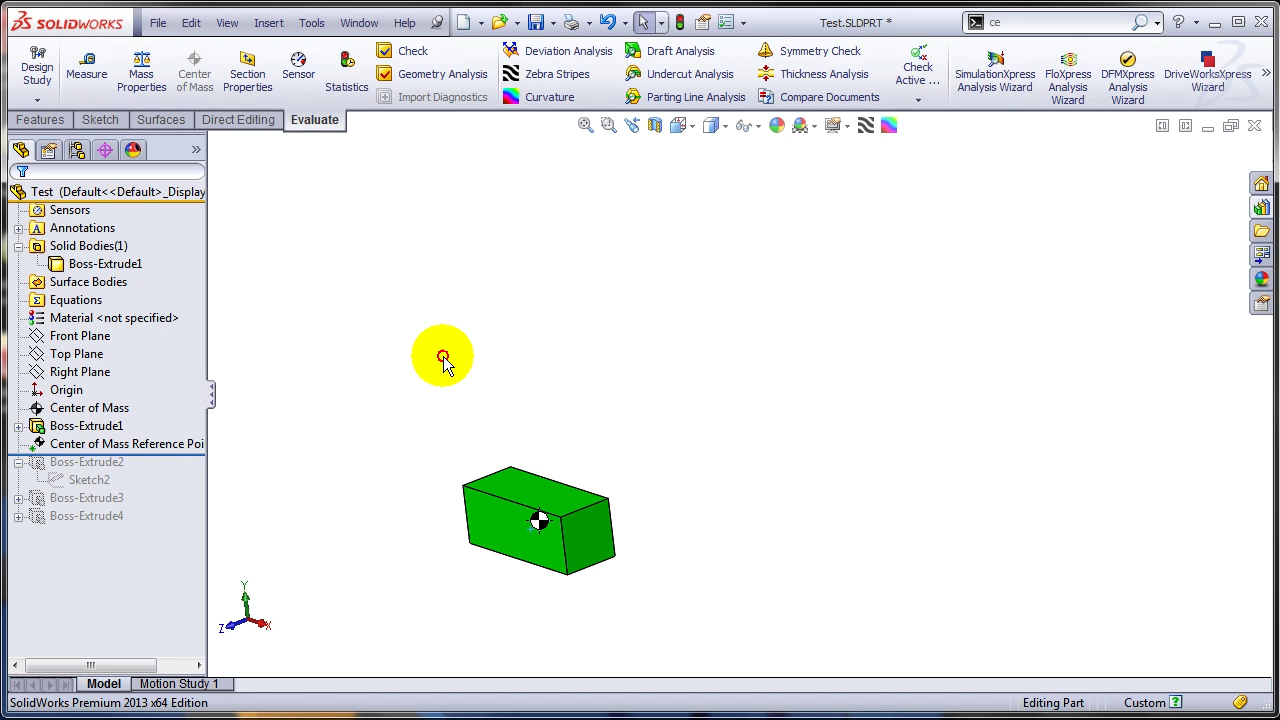 SOLIDWORKS File Edit View Insert Tools Window Help Test.SLDPRT * ce
Design Study
Measure
Mass Properties
Center of Mass
Section Properties
Sensor
Statistics
Check
Geometry Analysis
Import Diagnostics
Deviation Analysis
Zebra Stripes
Curvature
Draft Analysis
Undercut Analysis
Parting Line Analysis
Symmetry Check
Thickness Analysis
Compare Documents
Check Active ...
SimulationXpress Analysis Wizard
FloXpress Analysis Wizard
DFMXpress Analysis Wizard
DriveWorksXpress Wizard
Features Sketch Surfaces Direct Editing Evaluate
Test (Default<<Default>_Display
Sensors
Annotations
Solid Bodies(1)
Boss-Extrude1
Surface Bodies
Equations
Material <not specified>
Front Plane
Top Plane
Right Plane
Origin
Center of Mass
Boss-Extrude1
Center of Mass Reference Poi
Boss-Extrude2
Sketch2
Boss-Extrude3
Boss-Extrude4
Y
Z
X
Model Motion Study 1
SolidWorks Premium 2013 x64 Edition Editing Part Custom